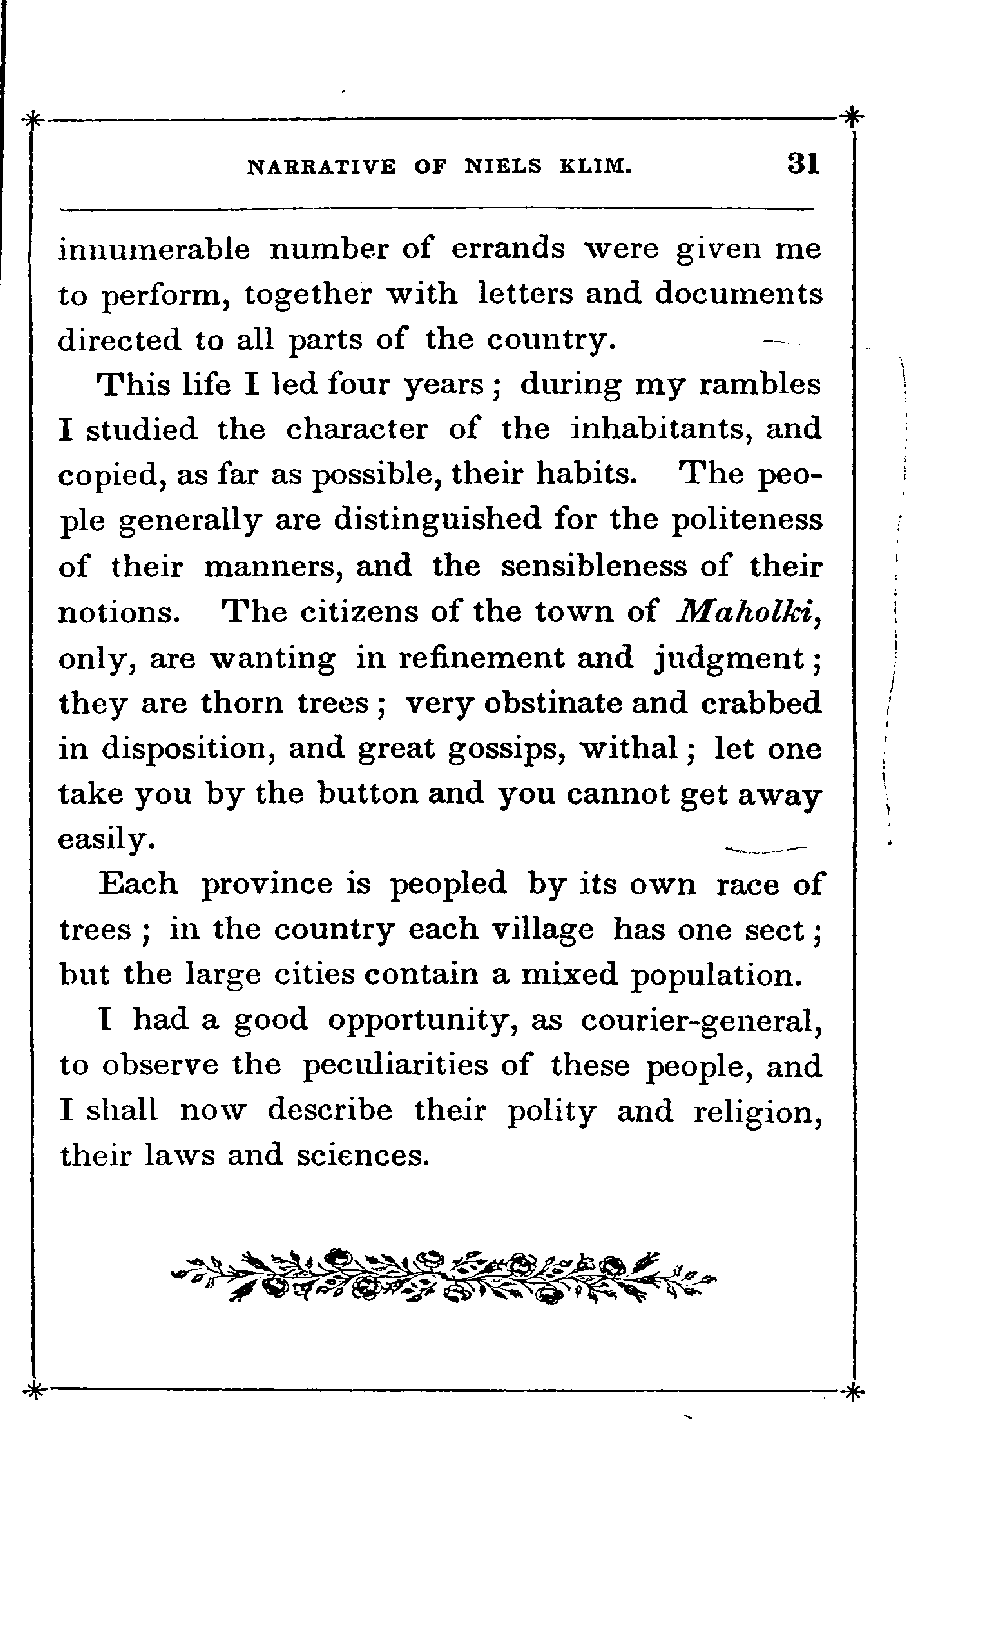 NARRATIVE OF NIELS KLIM. 31
innumerable number of errands were given me
to perform, together with letters and documents
directed to all parts of the country.
This life I led four years ; during my rambles
I studied the character of the inhabitants, and
copied, as far as possible, their habits. The peo-
ple generally are distinguished for the politeness
of their manners, and the sensibleness of their
notions. The citizens of the town of Maholki,
only, are wanting in refinement and judgment ;
they are thorn trees ; very obstinate and crabbed
in disposition, and great gossips, withal ; let one
take you by the button and you cannot get away
easily.
Each province is peopled by its own race of
trees ; in the country each village has one sect ;
but the large cities contain a mixed population.
I had a good opportunity, as courier-general,
to observe the peculiarities of these people, and
I shall now describe their polity and religion,
their laws and sciences.